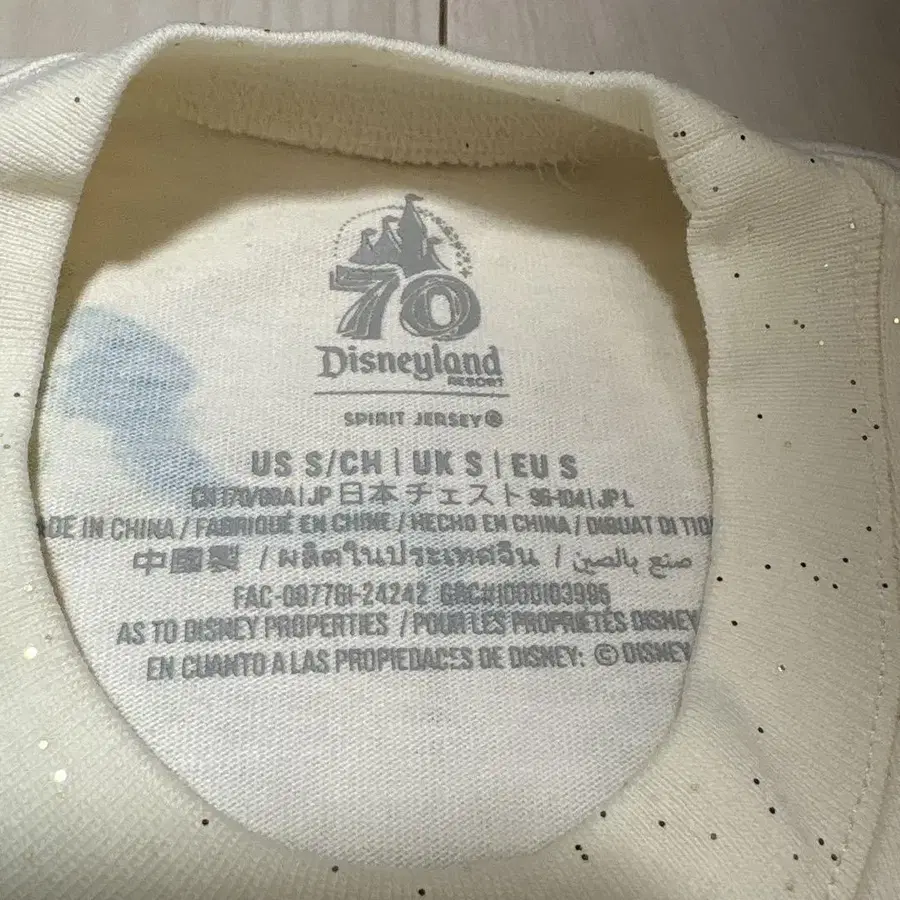 70
Disneyland
RESORT
SPIRIT JERSEY®
US S/CH | UK S | EU S
CN 170/88A | JP 日本チェスト 96-104 | JP L
ADE IN CHINA / FABRIQUÉ EN CHINE / HECHO EN CHINA / DIBUAT DI TIO
中國製 / ผลิตในประเทศจีน / صنع بالصين
FAC-087781-24242
AS TO DISNEY PROPERTIES / POUR LES PROPRIÉTÉS DISNEY
EN CUANTO A LAS PROPIEDADES DE DISNEY: © DISNEY